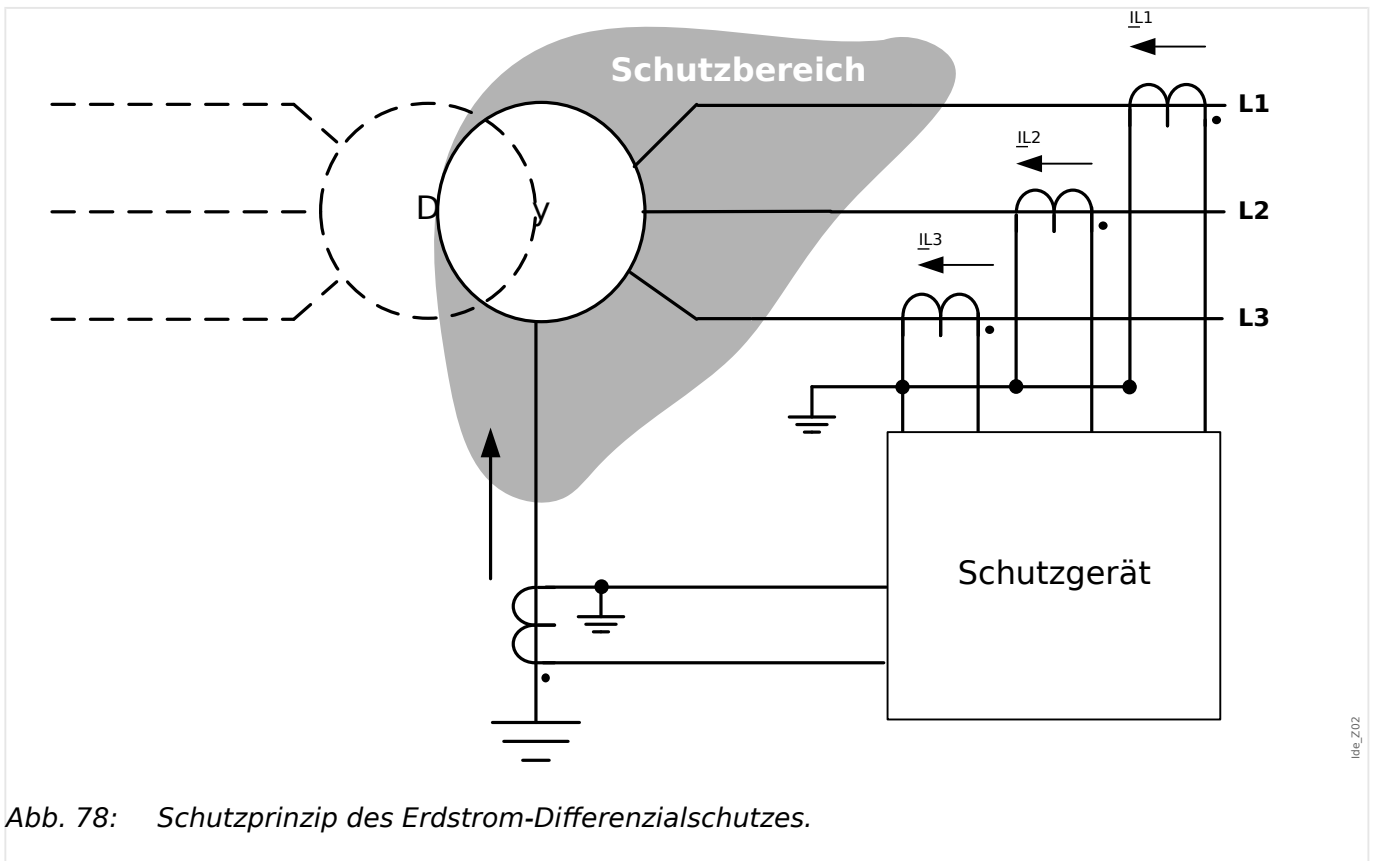 IL1
Schutzbereich
L1
IL2
D y
L2
IL3
L3
Schutzgerät
Ide_Z02
Abb. 78: Schutzprinzip des Erdstrom-Differenzialschutzes.